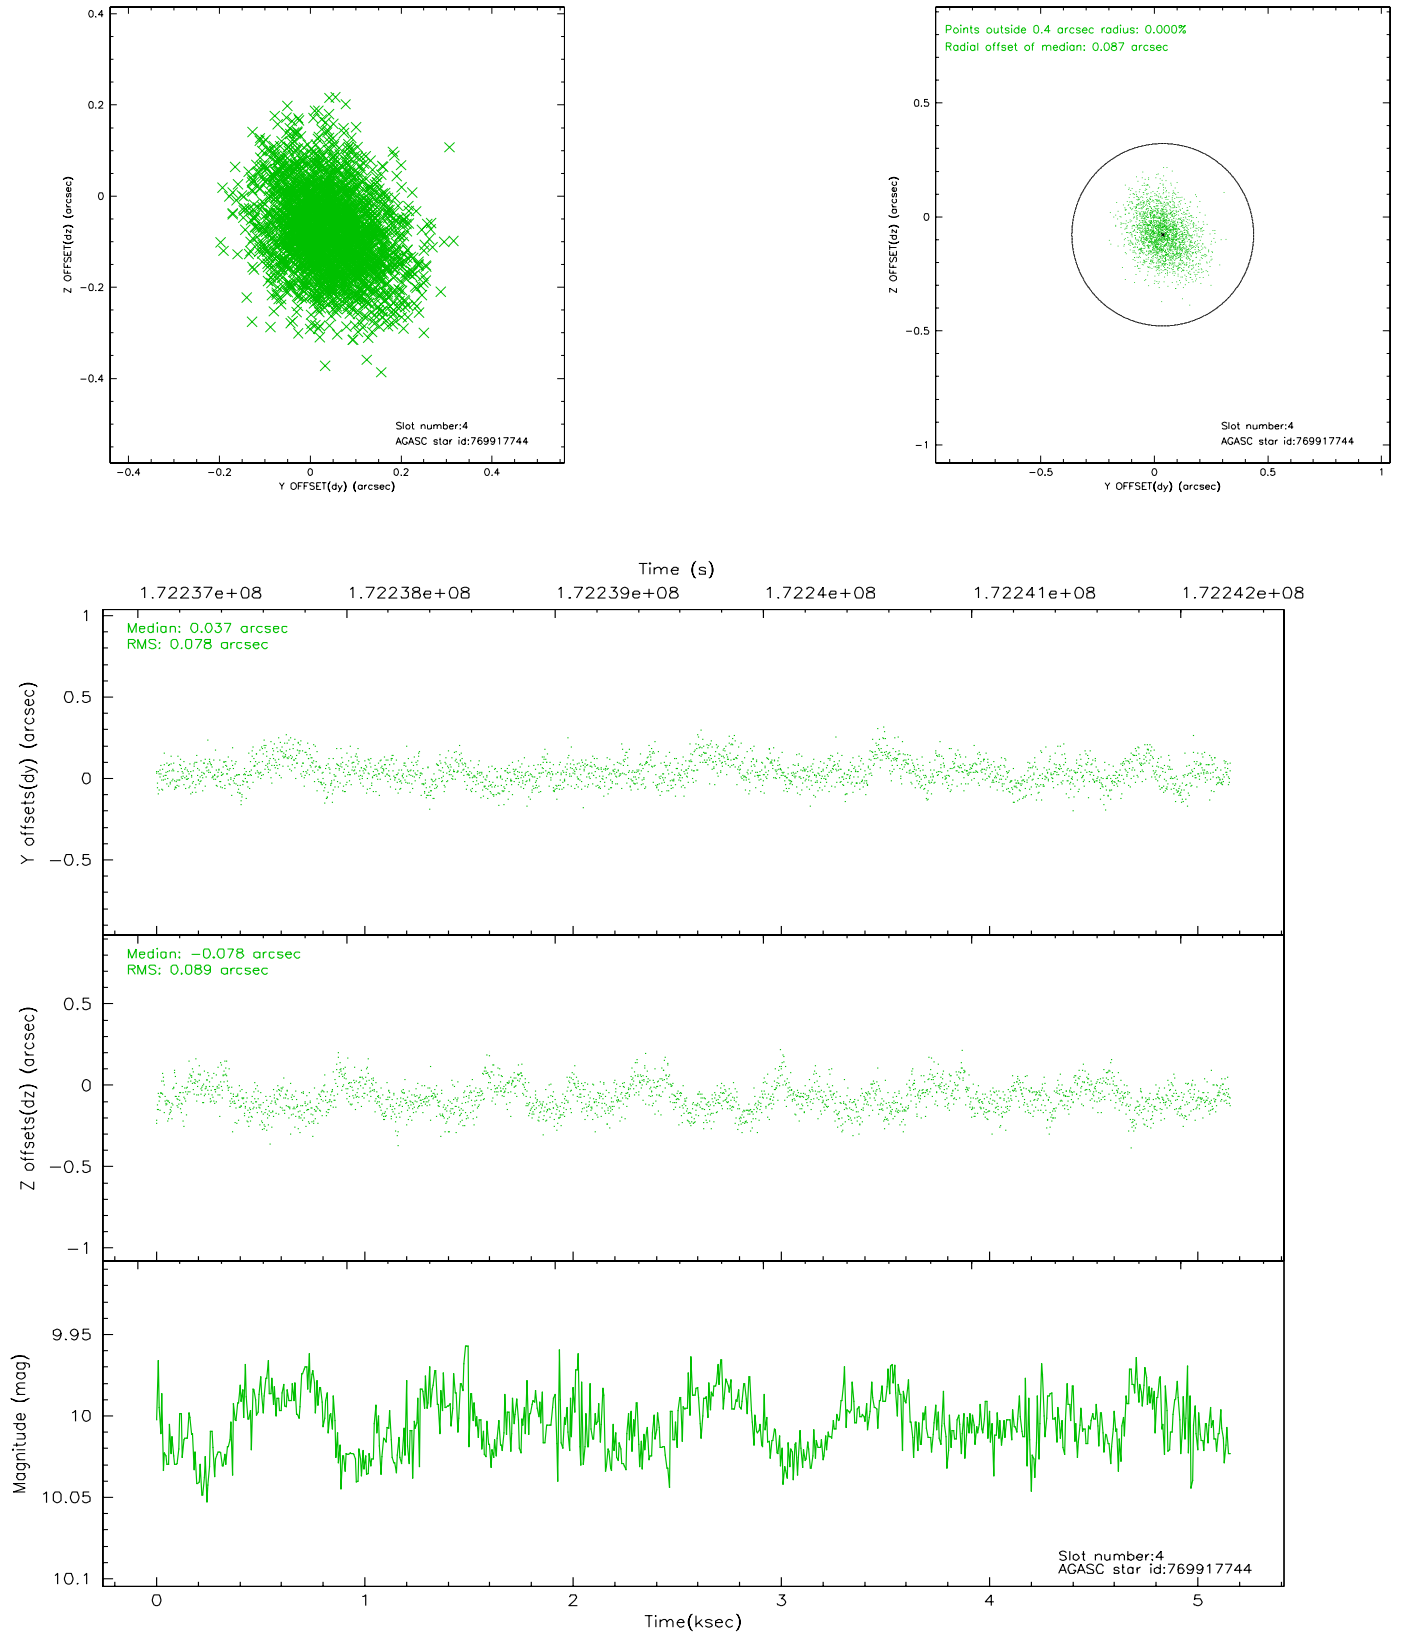 0.4
0.2
0
−0.2
−0.4
Z OFFSET(dz) (arcsec)
Slot number:4
AGASC star id:769917744
−0.4 −0.2 0 0.2 0.4
Y OFFSET(dy) (arcsec)
Points outside 0.4 arcsec radius: 0.000%
Radial offset of median: 0.087 arcsec
0.5
0
−0.5
−1
Z OFFSET(dz) (arcsec)
Slot number:4
AGASC star id:769917744
−0.5 0 0.5 1
Y OFFSET(dy) (arcsec)
Time (s)
1.72237e+08 1.72238e+08 1.72239e+08 1.7224e+08 1.72241e+08 1.72242e+08
Median: 0.037 arcsec
RMS: 0.078 arcsec
1
0.5
0
−0.5
Y offsets(dy) (arcsec)
Median: −0.078 arcsec
RMS: 0.089 arcsec
0.5
0
−0.5
−1
Z offsets(dz) (arcsec)
9.95
10
10.05
10.1
Magnitude (mag)
Slot number:4
AGASC star id:769917744
0 1 2 3 4 5
Time(ksec)